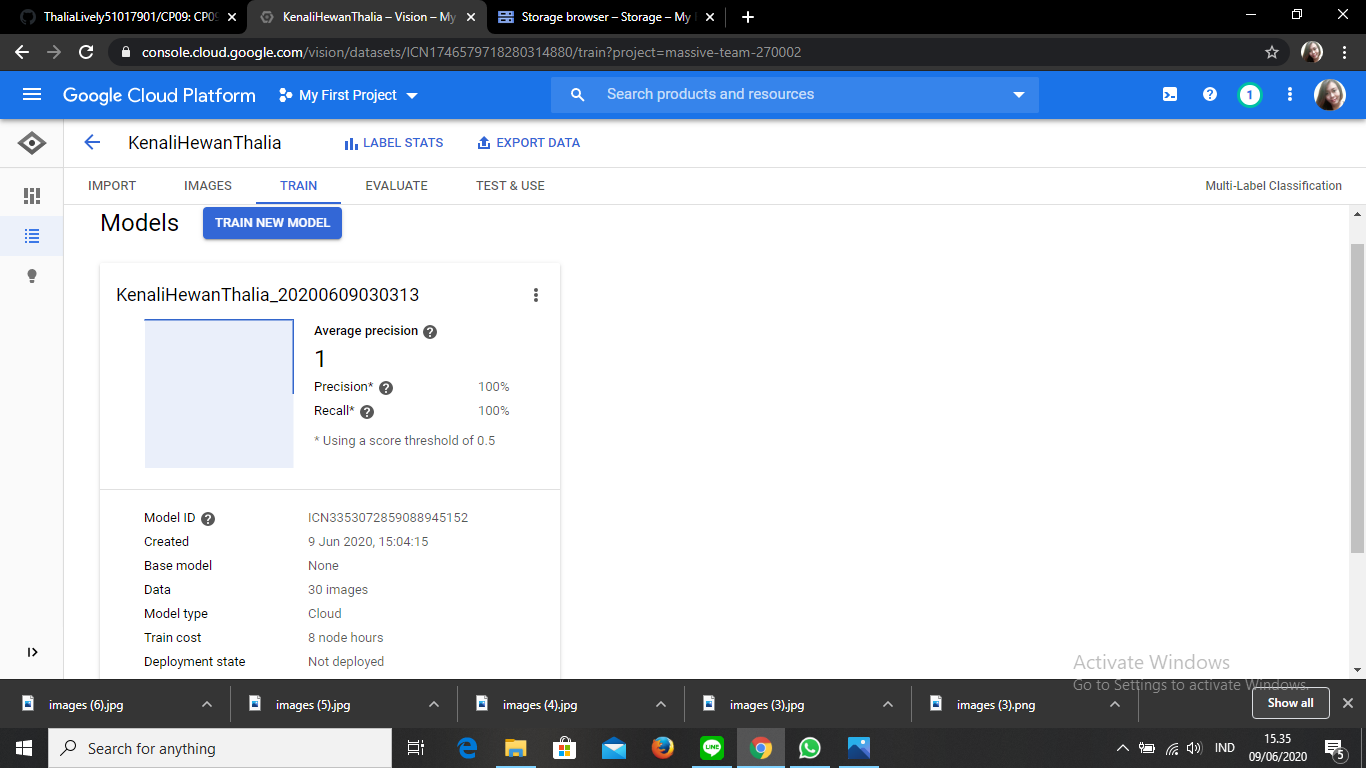 ThaliaLively51017901/CP09: CP09
KenaliHewanThalia – Vision – My
Storage browser – Storage – My
console.cloud.google.com/vision/datasets/ICN1746579718280314880/train?project=massive-team-270002
Google Cloud Platform
My First Project
Search products and resources
1
KenaliHewanThalia
LABEL STATS
EXPORT DATA
IMPORT
IMAGES
TRAIN
EVALUATE
TEST & USE
Multi-Label Classification
Models
TRAIN NEW MODEL
KenaliHewanThalia_20200609030313
Average precision
1
Precision* 100%
Recall* 100%
* Using a score threshold of 0.5
Model ID ICN3353072859088945152
Created 9 Jun 2020, 15:04:15
Base model None
Data 30 images
Model type Cloud
Train cost 8 node hours
Deployment state Not deployed
Activate Windows
Go to Settings to activate Windows.
images (6).jpg
images (5).jpg
images (4).jpg
images (3).jpg
images (3).png
Show all
Search for anything
LINE
IND
15.35
09/06/2020
5